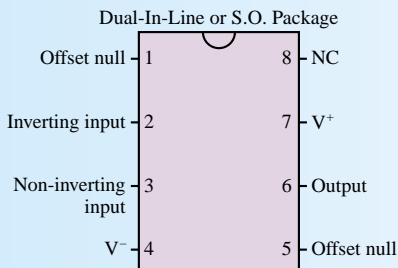 Dual-In-Line or S.O. Package
Offset null 1
8 NC
Inverting input 2
7 V⁺
Non-inverting 3
input
6 Output
V⁻ 4
5 Offset null